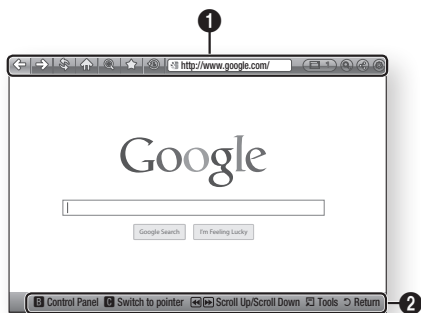 1
http://www.google.com/ 1
Google
Google Search I'm Feeling Lucky
B Control Panel C Switch to pointer Scroll Up/Scroll Down Tools Return
2